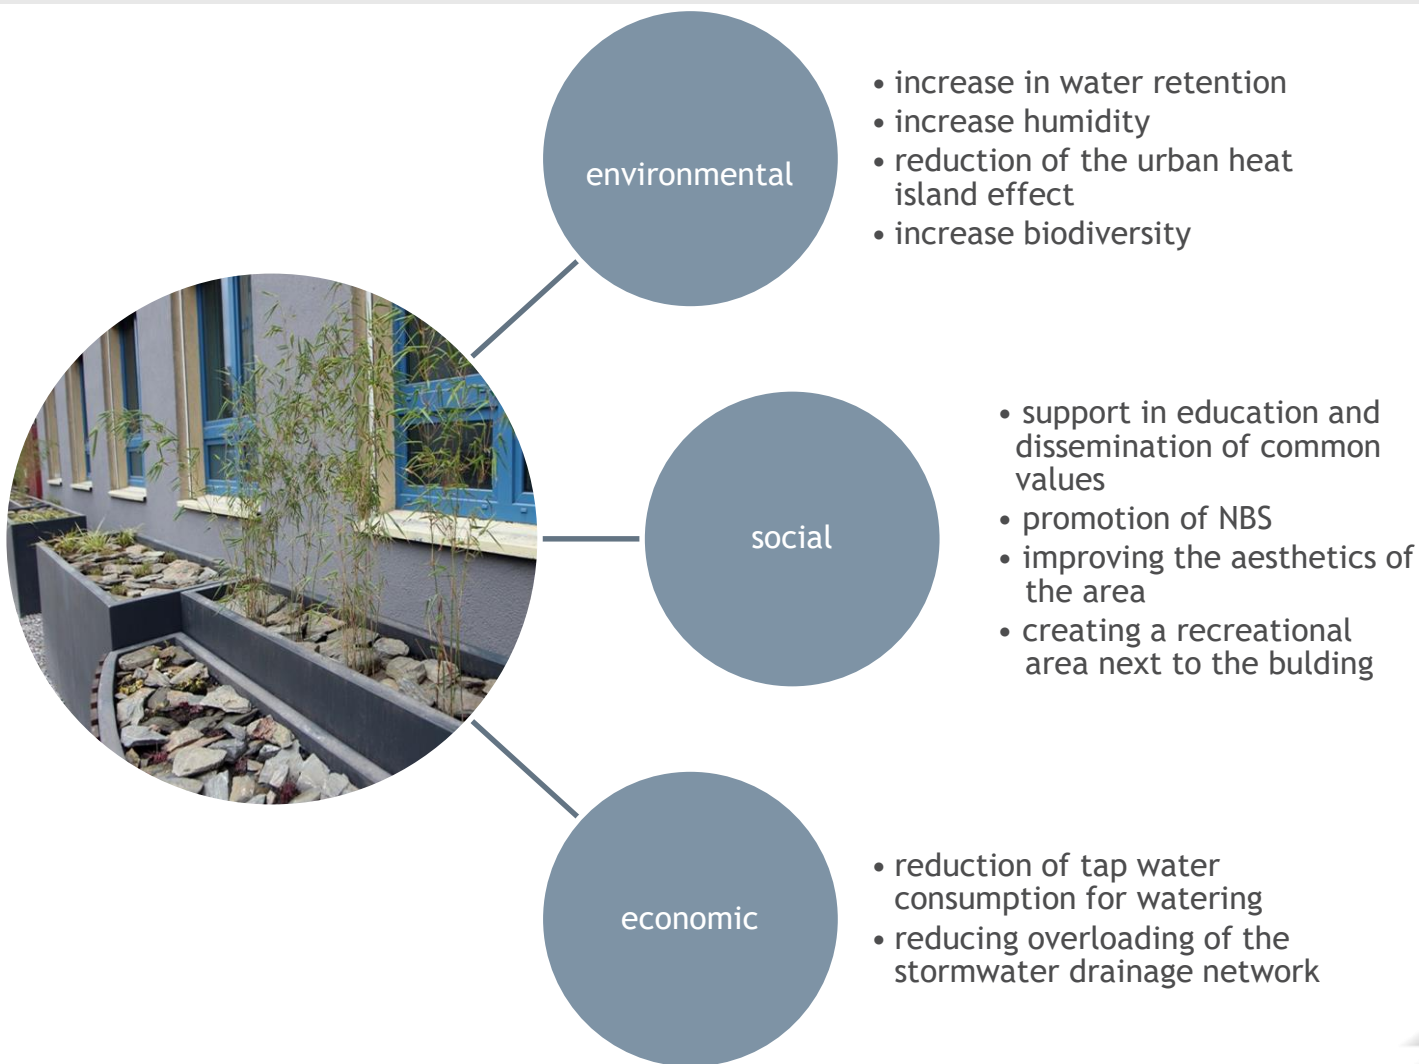 environmental
• increase in water retention
• increase humidity
• reduction of the urban heat
island effect
• increase biodiversity
social
• support in education and
dissemination of common
values
• promotion of NBS
• improving the aesthetics of
the area
• creating a recreational
area next to the bulding
economic
• reduction of tap water
consumption for watering
• reducing overloading of the
stormwater drainage network